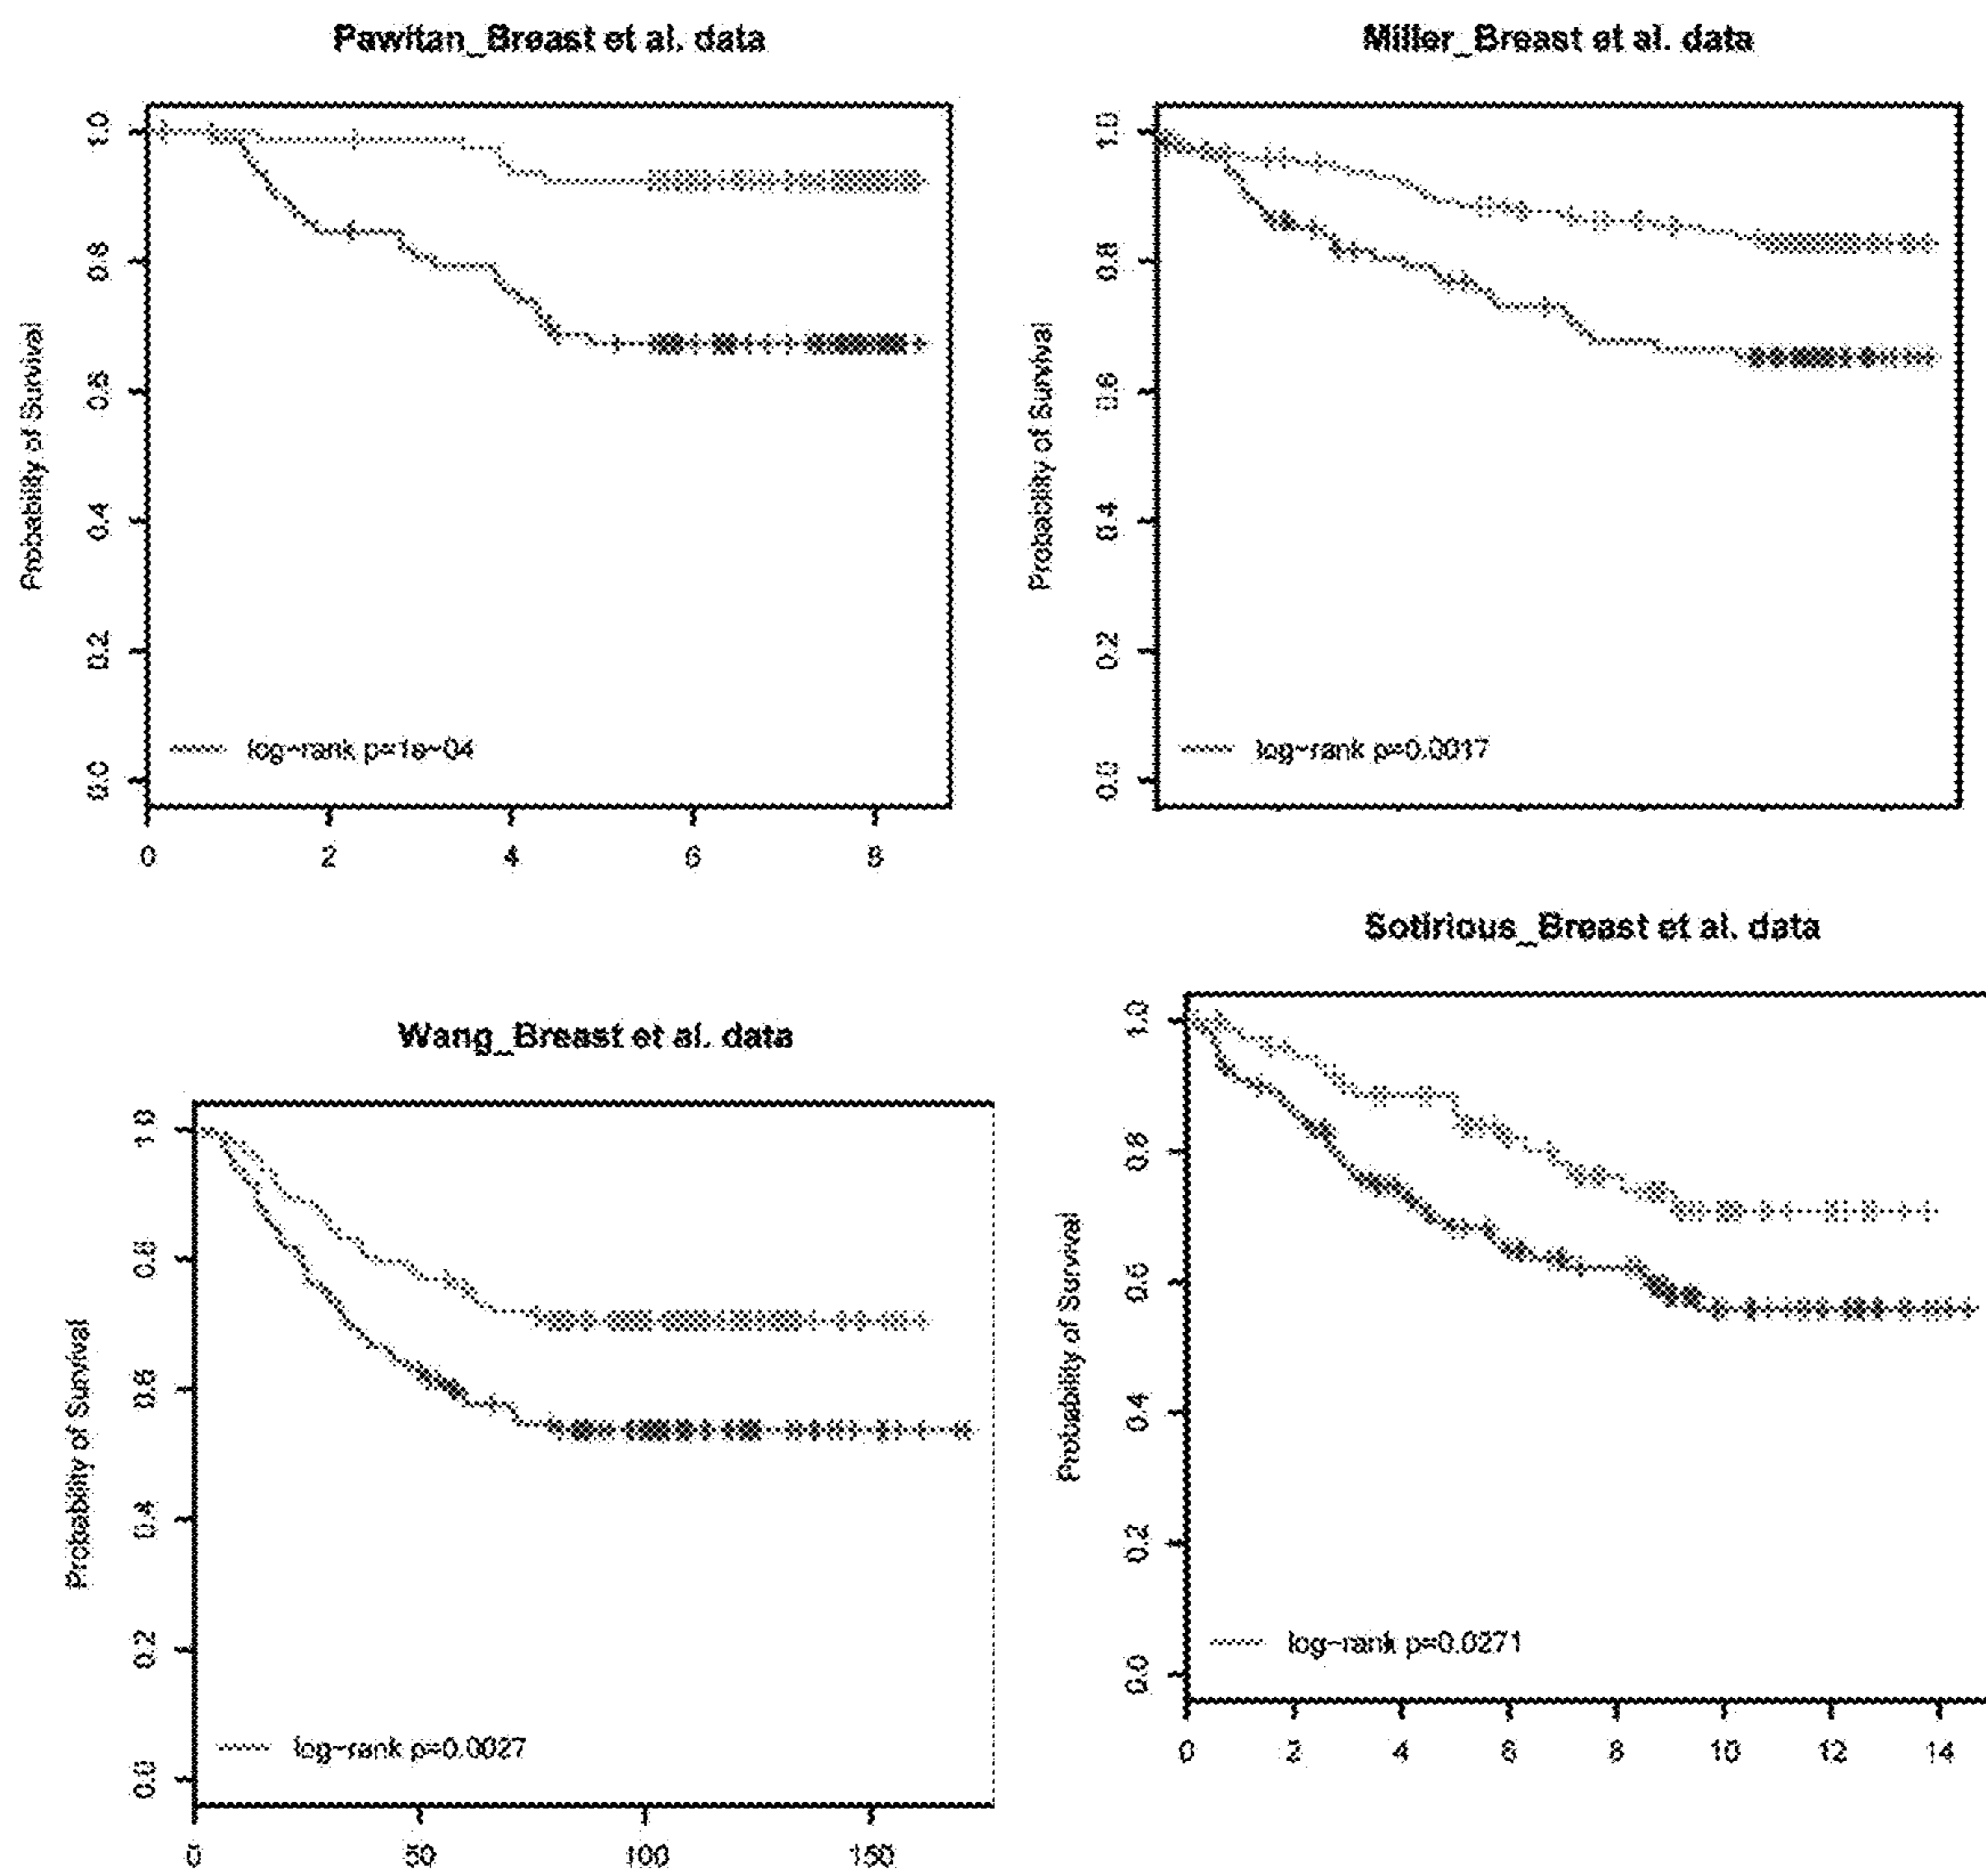 Pawitan_Breast et al. data
Probability of Survival
1.0
0.8
0.6
0.4
0.2
0.0
log-rank p=1e-04
0 2 4 6 8
Miller_Breast et al. data
Probability of Survival
1.0
0.8
0.6
0.4
0.2
0.0
log-rank p=0.0017
Wang_Breast et al. data
Probability of Survival
1.0
0.8
0.6
0.4
0.2
0.0
log-rank p=0.0027
0 50 100 150
Sotirious_Breast et al. data
Probability of Survival
1.0
0.8
0.6
0.4
0.2
0.0
log-rank p=0.0271
0 2 4 6 8 10 12 14